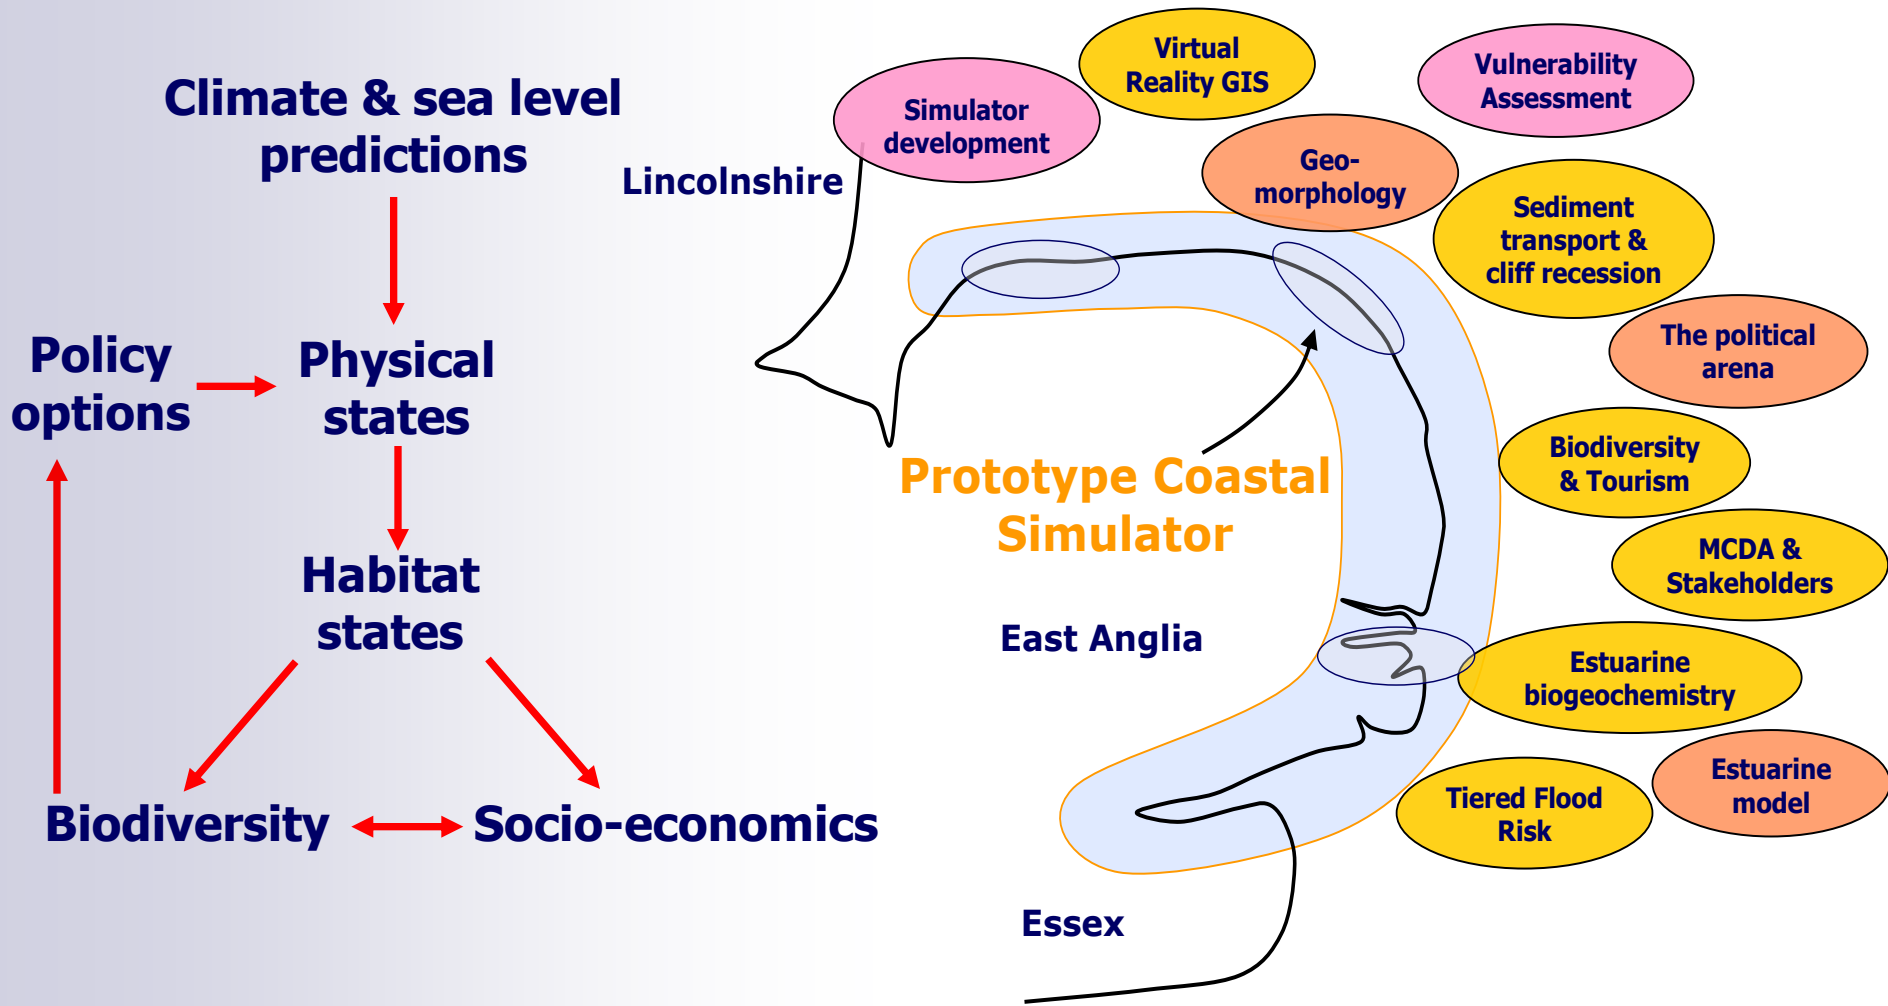 Climate & sea level
predictions
Policy
options
Physical
states
Habitat
states
Biodiversity
Socio-economics
Lincolnshire
Prototype Coastal
Simulator
East Anglia
Essex
Simulator
development
Virtual
Reality GIS
Vulnerability
Assessment
Geo-
morphology
Sediment
transport &
cliff recession
The political
arena
Biodiversity
& Tourism
MCDA &
Stakeholders
Estuarine
biogeochemistry
Estuarine
model
Tiered Flood
Risk